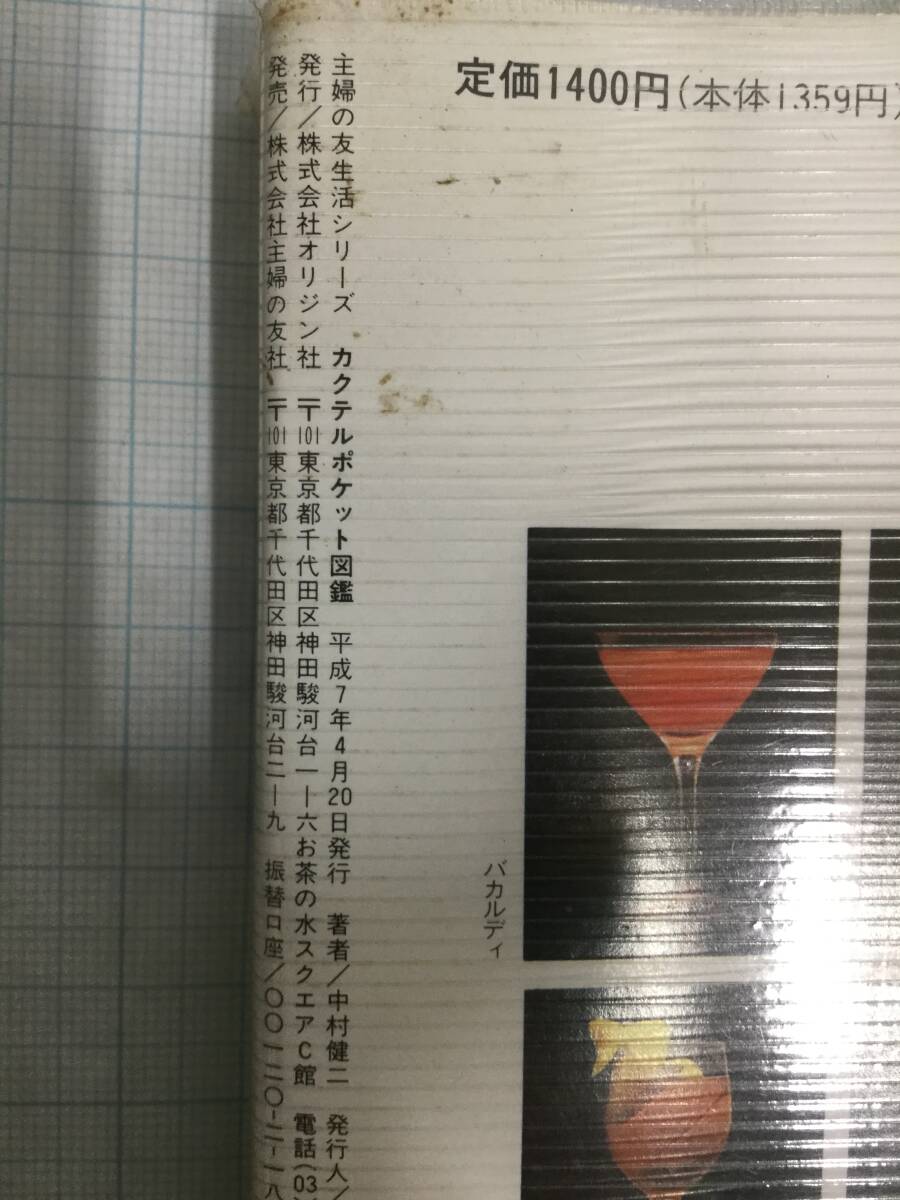 定価1400円(本体1359円)
主婦の友生活シリーズ カクテルポケット図鑑 平成7年4月20日発行 著者/中村健二 発行人/
発行/株式会社オリジン社 〒101東京都千代田区神田駿河台一―六お茶の水スクエアC館 電話(03
発売/株式会社主婦の友社 〒101東京都千代田区神田駿河台二―九 振替口座/〇〇一二〇-二-一八
バカルディ